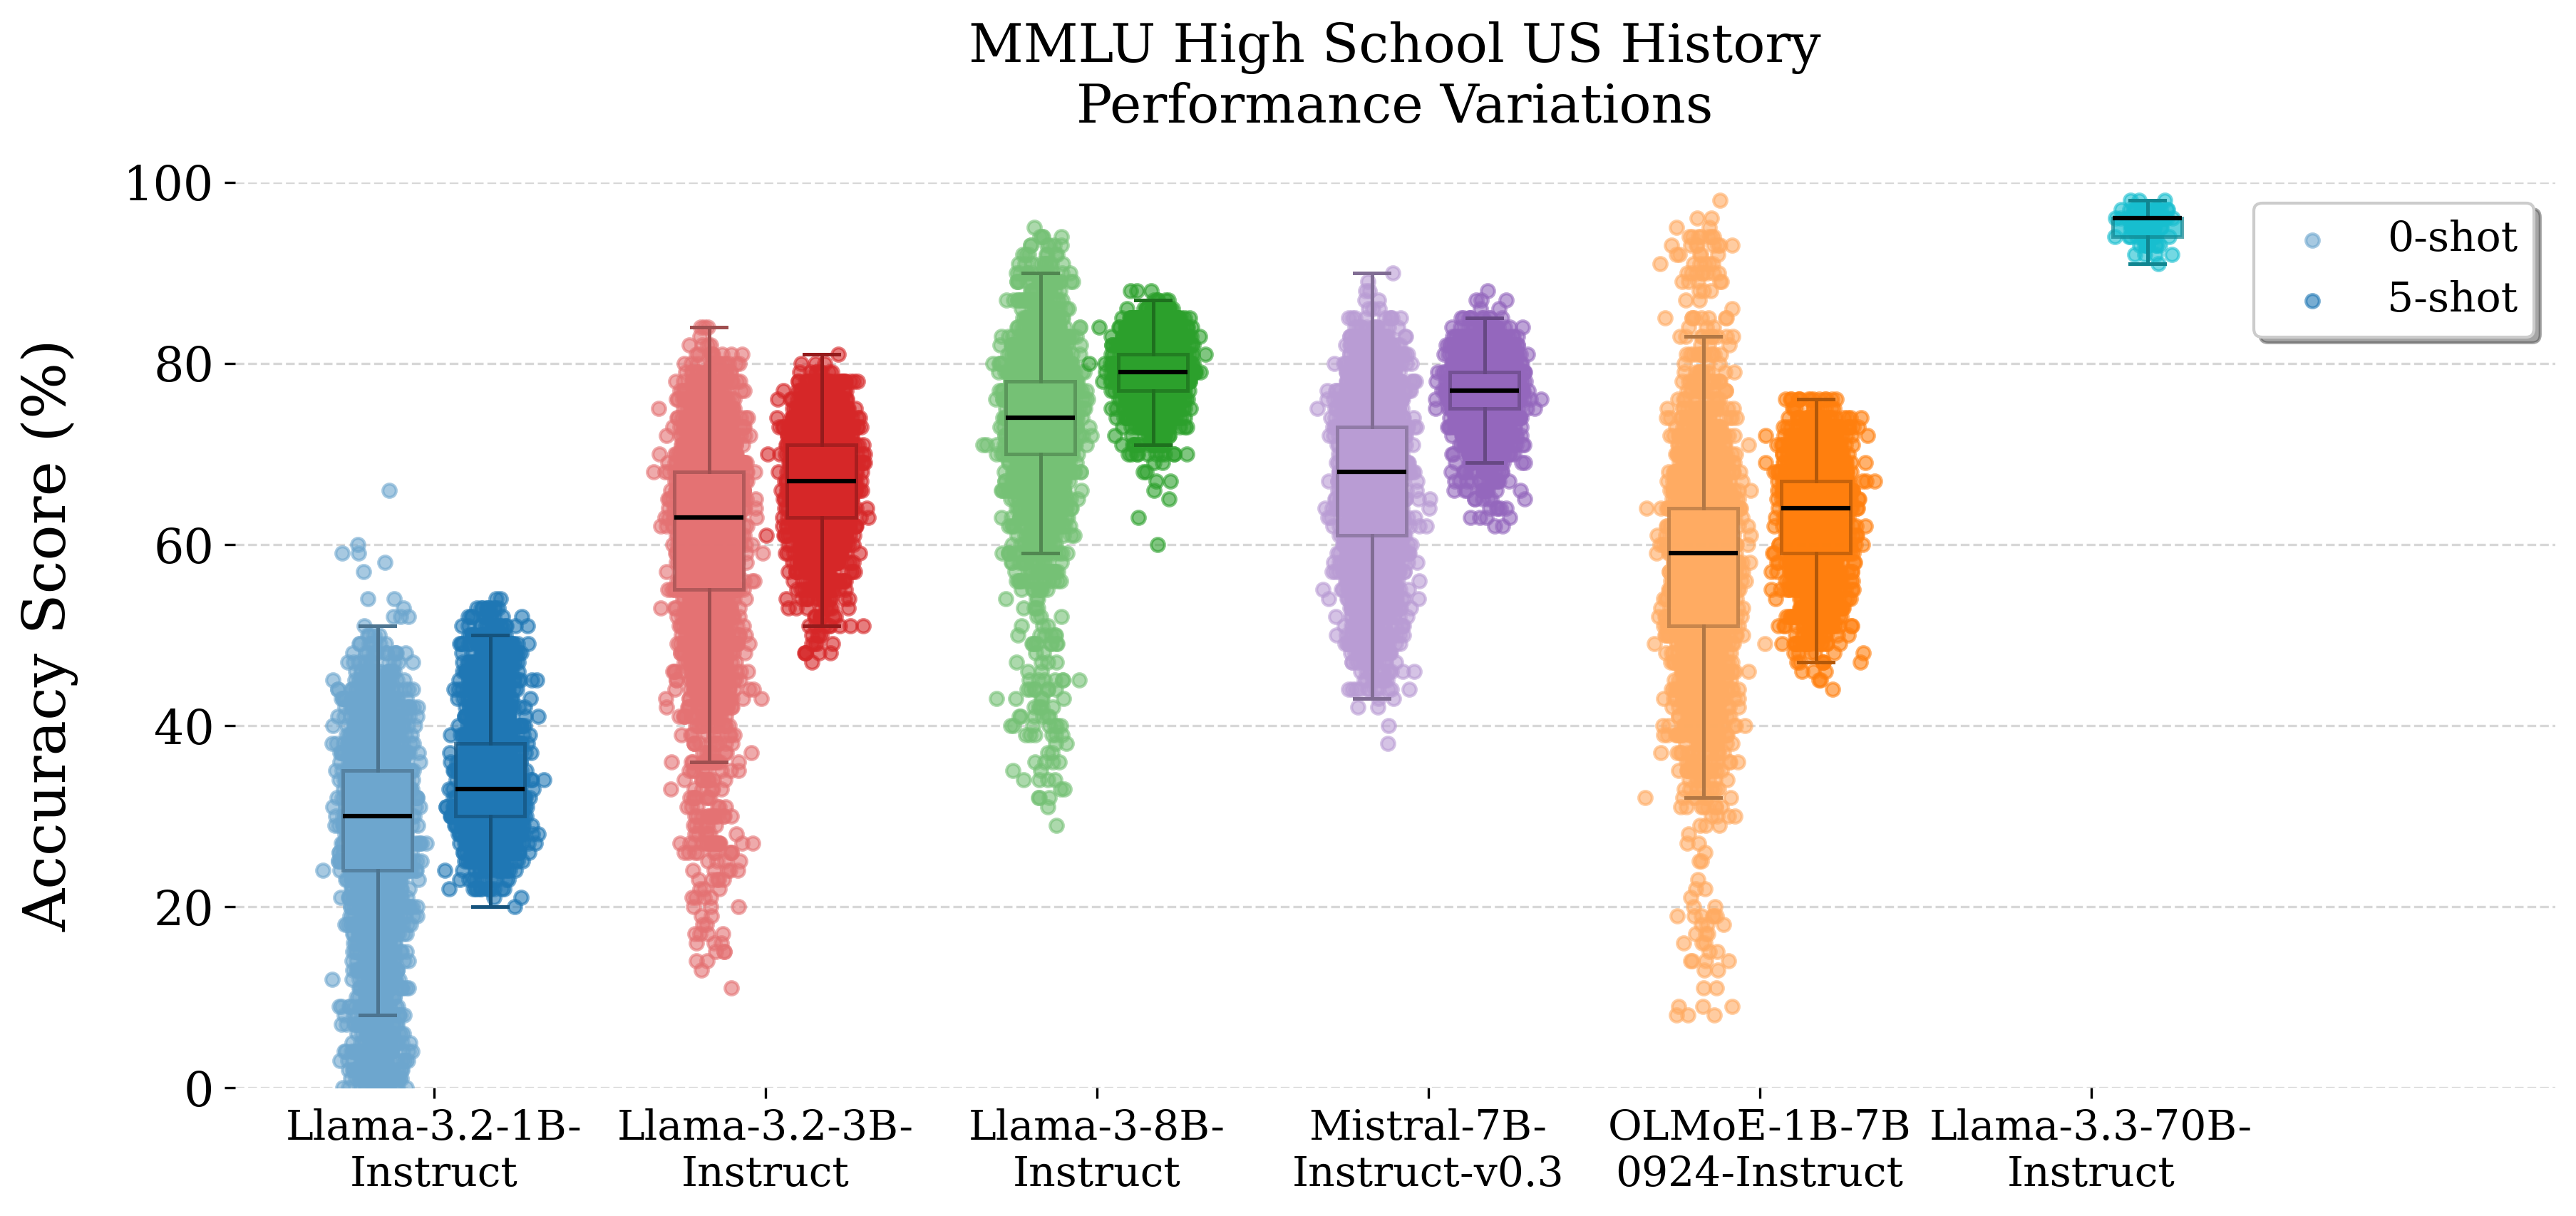 MMLU High School US History
Performance Variations
Accuracy Score (%)
100
80
60
40
20
0
0-shot
5-shot
Llama-3.2-1B-
Instruct
Llama-3.2-3B-
Instruct
Llama-3-8B-
Instruct
Mistral-7B-
Instruct-v0.3
OLMoE-1B-7B
0924-Instruct
Llama-3.3-70B-
Instruct